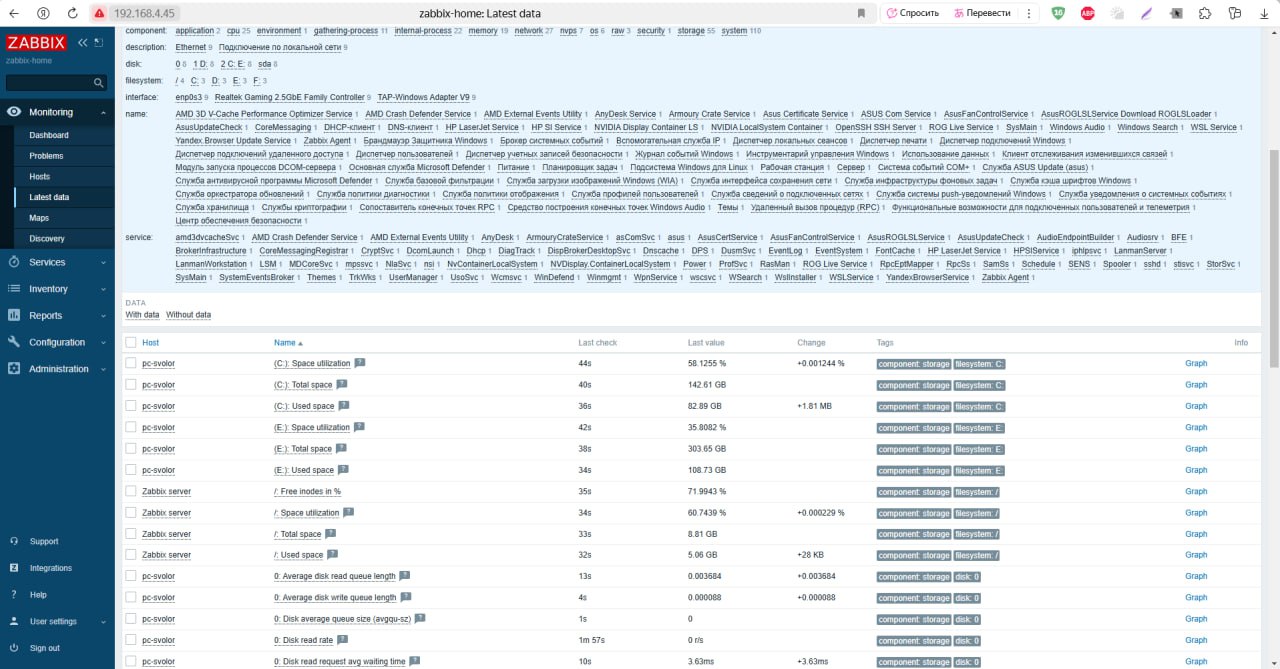 192.168.4.45
zabbix-home: Latest data
Спросить
Перевести
16
ABP
ZABBIX
zabbix-home
Monitoring
Dashboard
Problems
Hosts
Latest data
Maps
Discovery
Services
Inventory
Reports
Configuration
Administration
Support
Integrations
Help
User settings
Sign out
component: application 2 cpu 25 environment 1 gathering-process 11 internal-process 22 memory 19 network 27 nvps 7 os 6 raw 3 security 1 storage 55 system 110
description: Ethernet 9 Подключение по локальной сети 9
disk: 0 8 1 D: 8 2 C: E: 8 sda 8
filesystem: / 4 C: 3 D: 3 E: 3 F: 3
interface: enp0s3 9 Realtek Gaming 2.5GbE Family Controller 9 TAP-Windows Adapter V9 9
name: AMD 3D V-Cache Performance Optimizer Service 1 AMD Crash Defender Service 1 AMD External Events Utility 1 AnyDesk Service 1 Armoury Crate Service 1 Asus Certificate Service 1 ASUS Com Service 1 AsusFanControlService 1 AsusROGLSLService Download ROGLSLoader 1
AsusUpdateCheck 1 CoreMessaging 1 DHCP-клиент 1 DNS-клиент 1 HP LaserJet Service 1 HP SI Service 1 NVIDIA Display Container LS 1 NVIDIA LocalSystem Container 1 OpenSSH SSH Server 1 ROG Live Service 1 SysMain 1 Windows Audio 1 Windows Search 1 WSL Service 1
Yandex.Browser Update Service 1 Zabbix Agent 1 Брандмауэр Защитника Windows 1 Брокер системных событий 1 Вспомогательная служба IP 1 Диспетчер локальных сеансов 1 Диспетчер печати 1 Диспетчер подключений Windows 1
Диспетчер подключений удаленного доступа 1 Диспетчер пользователей 1 Диспетчер учетных записей безопасности 1 Журнал событий Windows 1 Инструментарий управления Windows 1 Использование данных 1 Клиент отслеживания изменившихся связей 1
Модуль запуска процессов DCOM-сервера 1 Основная служба Microsoft Defender 1 Питание 1 Планировщик задач 1 Подсистема Windows для Linux 1 Рабочая станция 1 Сервер 1 Система событий COM+ 1 Служба ASUS Update (asus) 1
Служба антивирусной программы Microsoft Defender 1 Служба базовой фильтрации 1 Служба загрузки изображений Windows (WIA) 1 Служба интерфейса сохранения сети 1 Служба инфраструктуры фоновых задач 1 Служба кэша шрифтов Windows 1
Служба оркестратора обновлений 1 Служба политики диагностики 1 Служба политики отображения 1 Служба профилей пользователей 1 Служба сведений о подключенных сетях 1 Служба системы push-уведомлений Windows 1 Служба уведомления о системных событиях 1
Служба хранилища 1 Службы криптографии 1 Сопоставитель конечных точек RPC 1 Средство построения конечных точек Windows Audio 1 Темы 1 Удаленный вызов процедур (RPC) 1 Функциональные возможности для подключенных пользователей и телеметрия 1
Центр обеспечения безопасности 1
service: amd3dvcacheSvc 1 AMD Crash Defender Service 1 AMD External Events Utility 1 AnyDesk 1 ArmouryCrateService 1 asComSvc 1 asus 1 AsusCertService 1 AsusFanControlService 1 AsusROGLSLService 1 AsusUpdateCheck 1 AudioEndpointBuilder 1 Audiosrv 1 BFE 1
BrokerInfrastructure 1 CoreMessagingRegistrar 1 CryptSvc 1 DcomLaunch 1 Dhcp 1 DiagTrack 1 DispBrokerDesktopSvc 1 Dnscache 1 DPS 1 DusmSvc 1 EventLog 1 EventSystem 1 FontCache 1 HP LaserJet Service 1 HPSIService 1 iphlpsvc 1 LanmanServer 1
LanmanWorkstation 1 LSM 1 MDCoreSvc 1 mpssvc 1 NlaSvc 1 nsi 1 NvContainerLocalSystem 1 NVDisplay.ContainerLocalSystem 1 Power 1 ProfSvc 1 RasMan 1 ROG Live Service 1 RpcEptMapper 1 RpcSs 1 SamSs 1 Schedule 1 SENS 1 Spooler 1 sshd 1 stisvc 1 StorSvc 1
SysMain 1 SystemEventsBroker 1 Themes 1 TrkWks 1 UserManager 1 UsoSvc 1 Wcmsvc 1 WinDefend 1 Winmgmt 1 WpnService 1 wscsvc 1 WSearch 1 WslInstaller 1 WSLService 1 YandexBrowserService 1 Zabbix Agent 1
DATA
With data Without data
Host Name Last check Last value Change Tags Info
pc-svolor (C:): Space utilization ? 44s 58.1255 % +0.001244 % component: storage filesystem: C: Graph
pc-svolor (C:): Total space ? 40s 142.61 GB component: storage filesystem: C: Graph
pc-svolor (C:): Used space ? 36s 82.89 GB +1.81 MB component: storage filesystem: C: Graph
pc-svolor (E:): Space utilization ? 42s 35.8082 % component: storage filesystem: E: Graph
pc-svolor (E:): Total space ? 38s 303.65 GB component: storage filesystem: E: Graph
pc-svolor (E:): Used space ? 34s 108.73 GB component: storage filesystem: E: Graph
Zabbix server /: Free inodes in % 35s 71.9943 % component: storage filesystem: / Graph
Zabbix server /: Space utilization ? 34s 60.7439 % +0.000229 % component: storage filesystem: / Graph
Zabbix server /: Total space ? 33s 8.81 GB component: storage filesystem: / Graph
Zabbix server /: Used space ? 32s 5.06 GB +28 KB component: storage filesystem: / Graph
pc-svolor 0: Average disk read queue length ? 13s 0.003684 +0.003684 component: storage disk: 0 Graph
pc-svolor 0: Average disk write queue length ? 4s 0.000088 +0.000088 component: storage disk: 0 Graph
pc-svolor 0: Disk average queue size (avgqu-sz) ? 1s 0 component: storage disk: 0 Graph
pc-svolor 0: Disk read rate ? 1m 57s 0 r/s component: storage disk: 0 Graph
pc-svolor 0: Disk read request avg waiting time ? 10s 3.63ms +3.63ms component: storage disk: 0 Graph